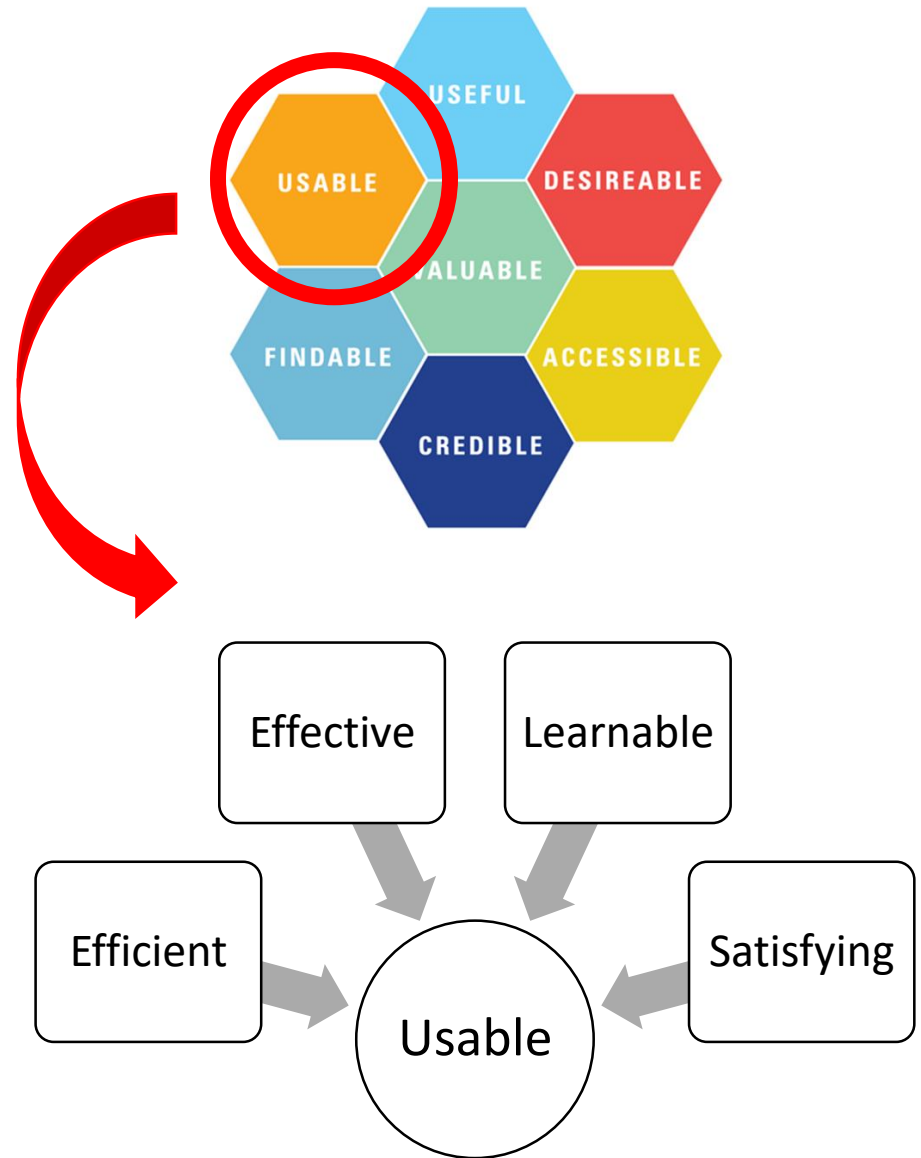 USEFUL
USABLE
DESIREABLE
VALUABLE
FINDABLE
ACCESSIBLE
CREDIBLE
Effective
Learnable
Efficient
Satisfying
Usable